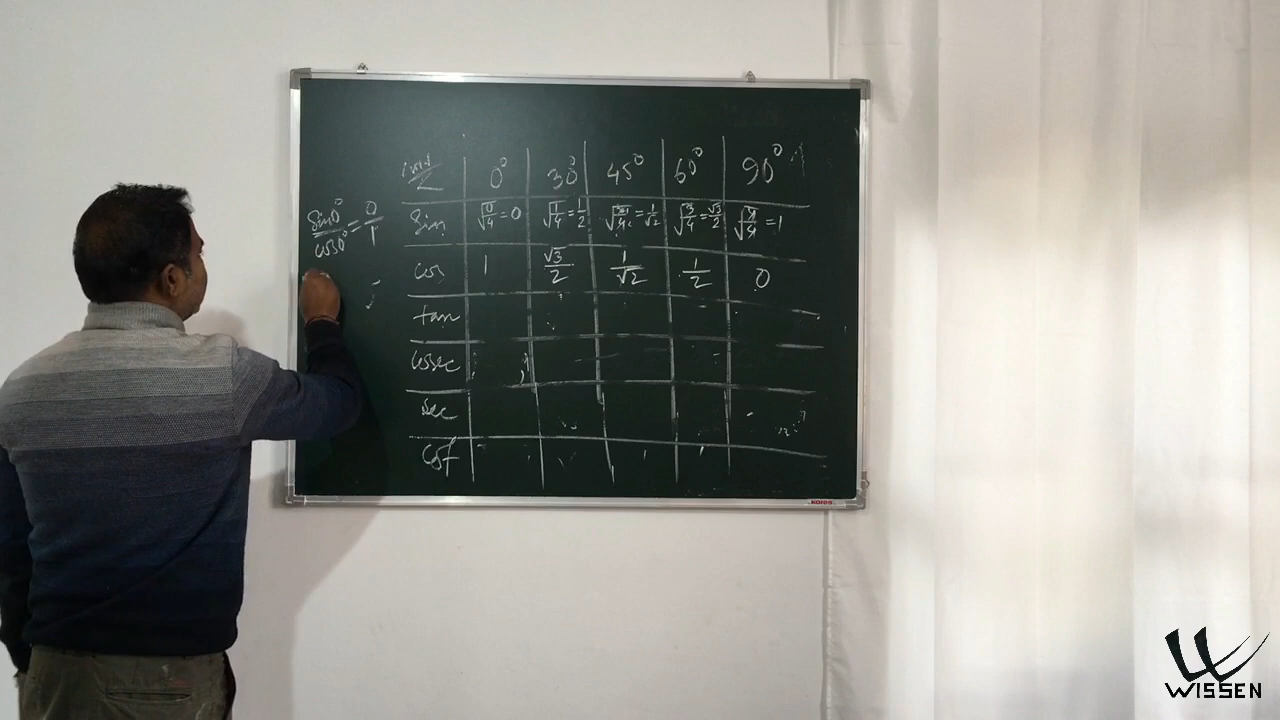 ∠ 0° 30° 45° 60° 90°
sin √0/4=0 √1/4=1/2 √2/4=1/√2 √3/4=√3/2 √4/4=1
sin0°/cos0°=0/1
cos 1 √3/2 1/√2 1/2 0
tan
cosec
sec
cot
KORES
WISSEN